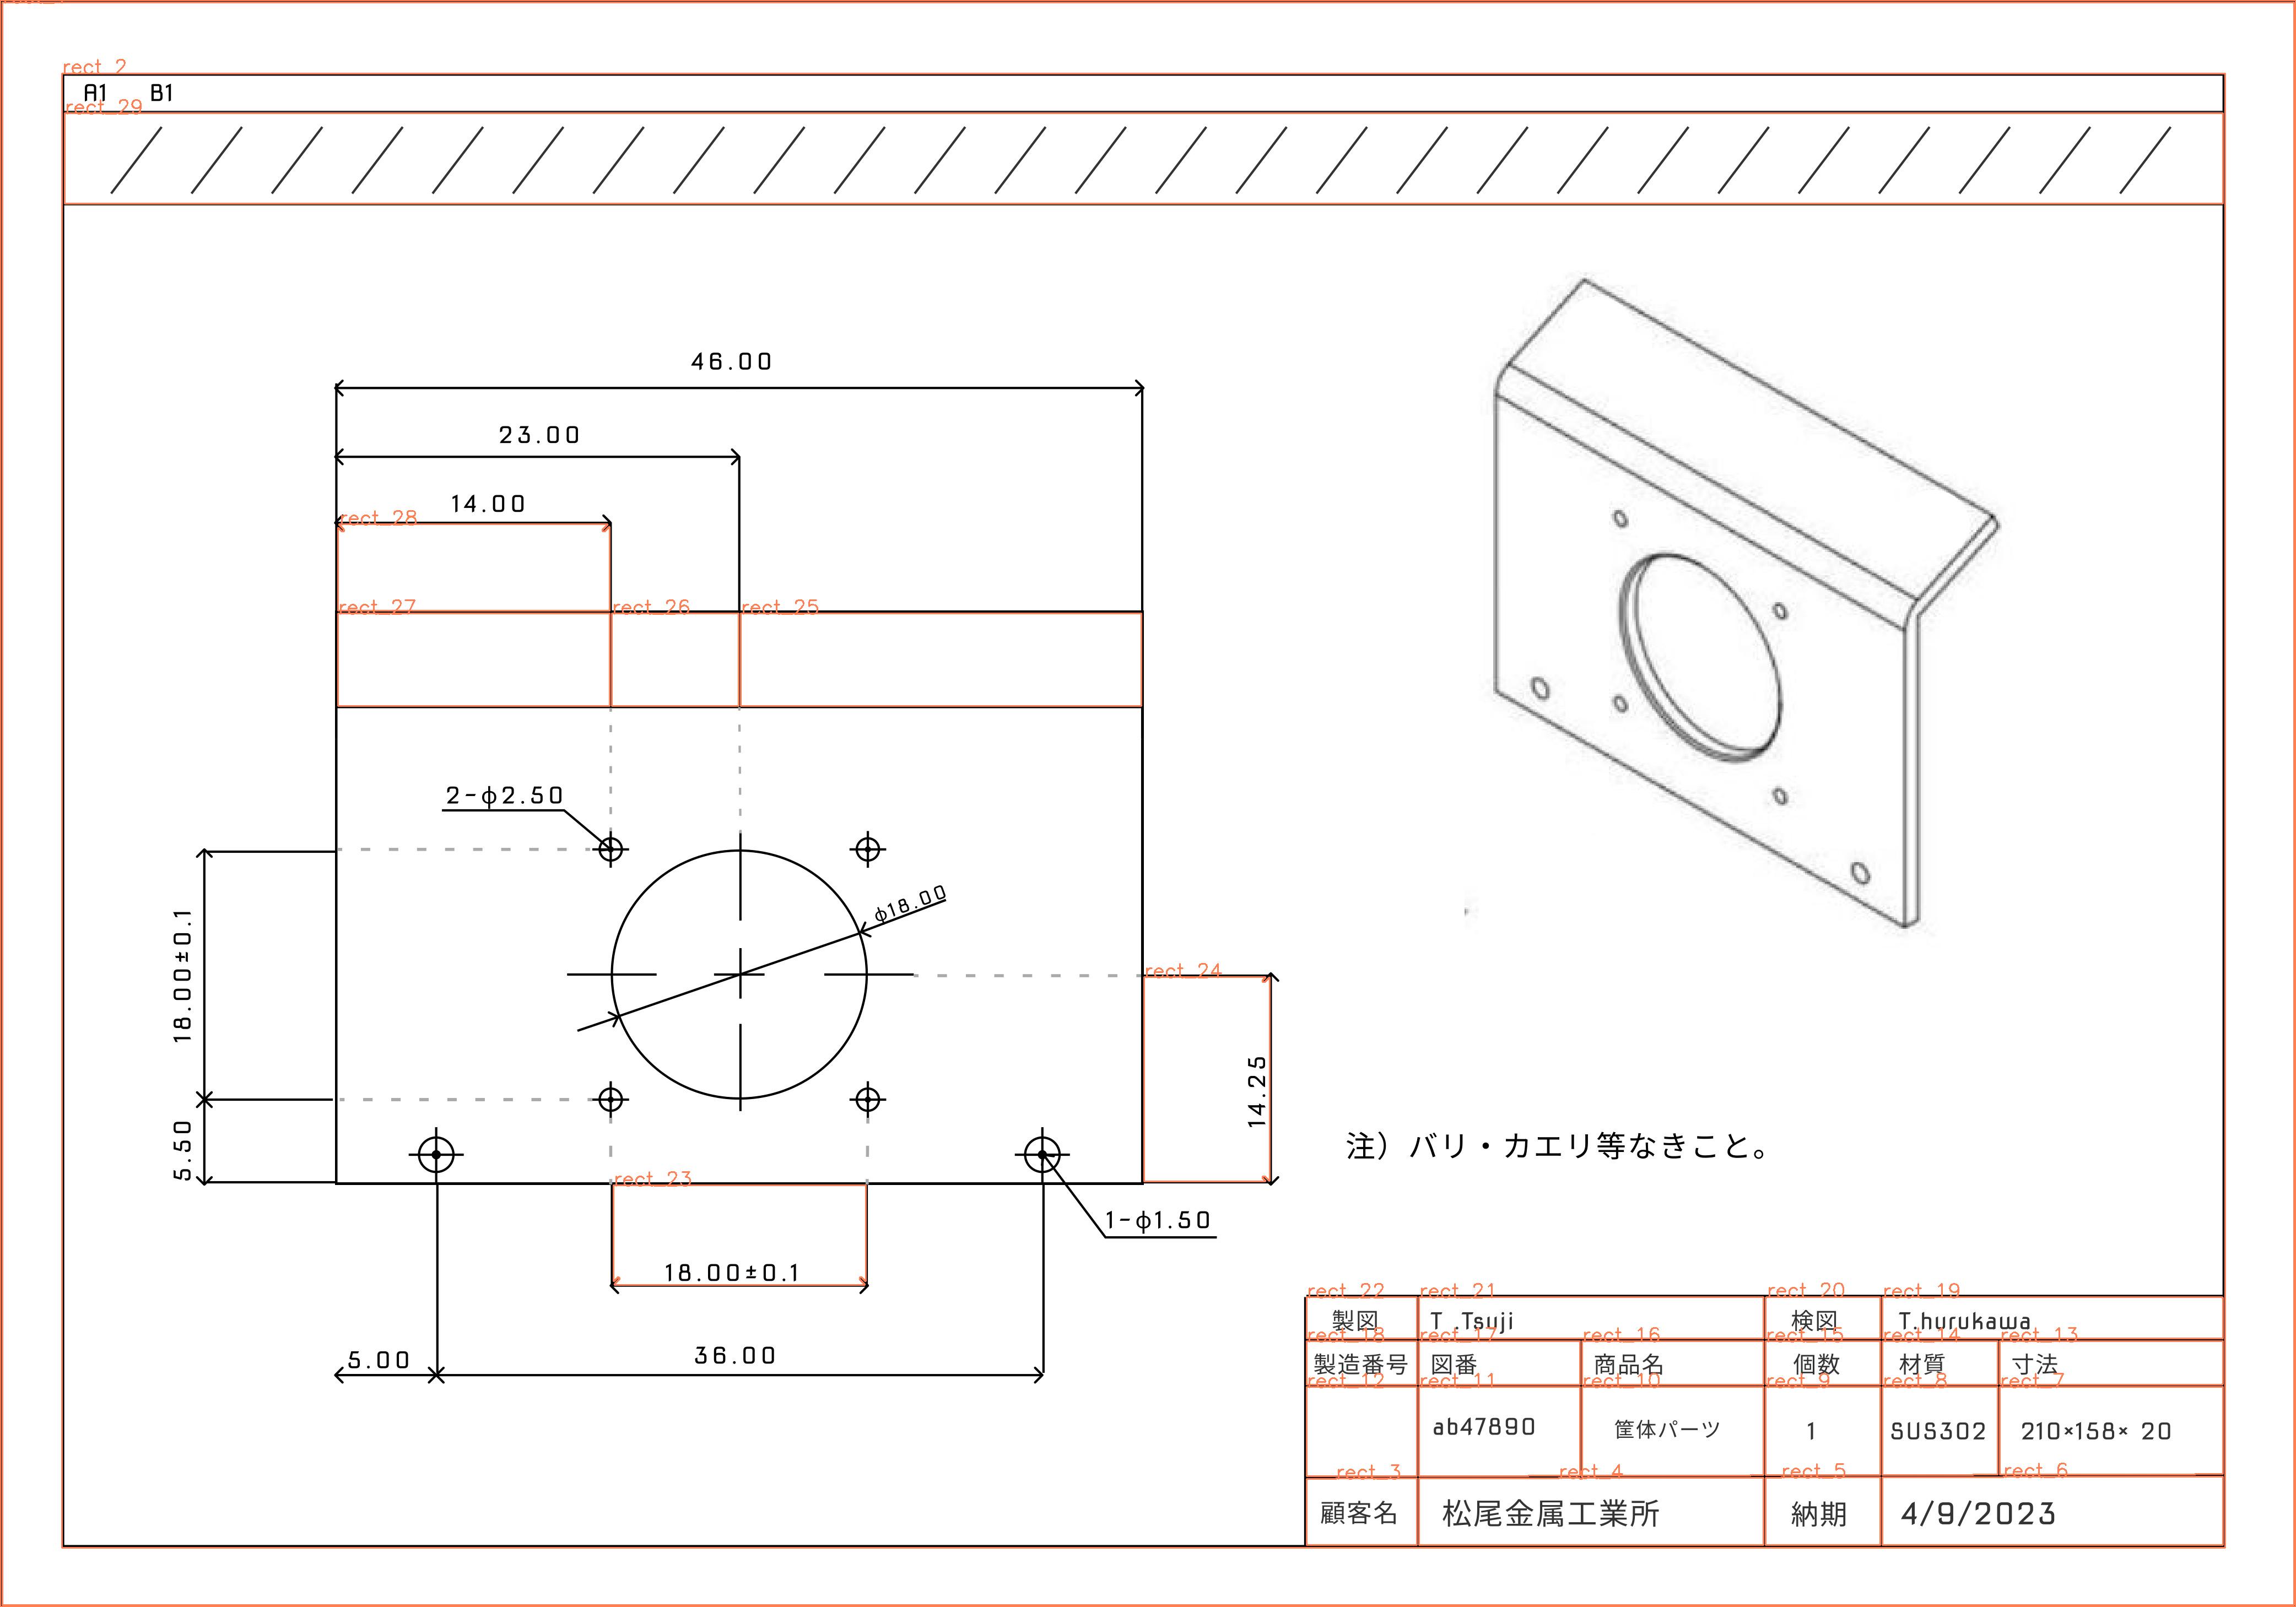 rect_2
A1 B1
rect_29
46.00
23.00
14.00
rect_28
rect_27 rect_26 rect_25
2-φ2.50
φ18.00
18.00±0.1
rect_24
14.25
5.50
注）バリ・カエリ等なきこと。
rect_23
1-φ1.50
18.00±0.1
5.00 36.00
rect_22 rect_21 rect_20 rect_19
製図 T .Tsuji 検図 T.hurukawa
rect_18 rect_17 rect_16 rect_15 rect_14 rect_13
製造番号 図番 商品名 個数 材質 寸法
rect_12 rect_11 rect_10 rect_9 rect_8 rect_7
ab47890 筐体パーツ 1 SUS302 210×158× 20
rect_3 rect_4 rect_5 rect_6
顧客名 松尾金属工業所 納期 4/9/2023